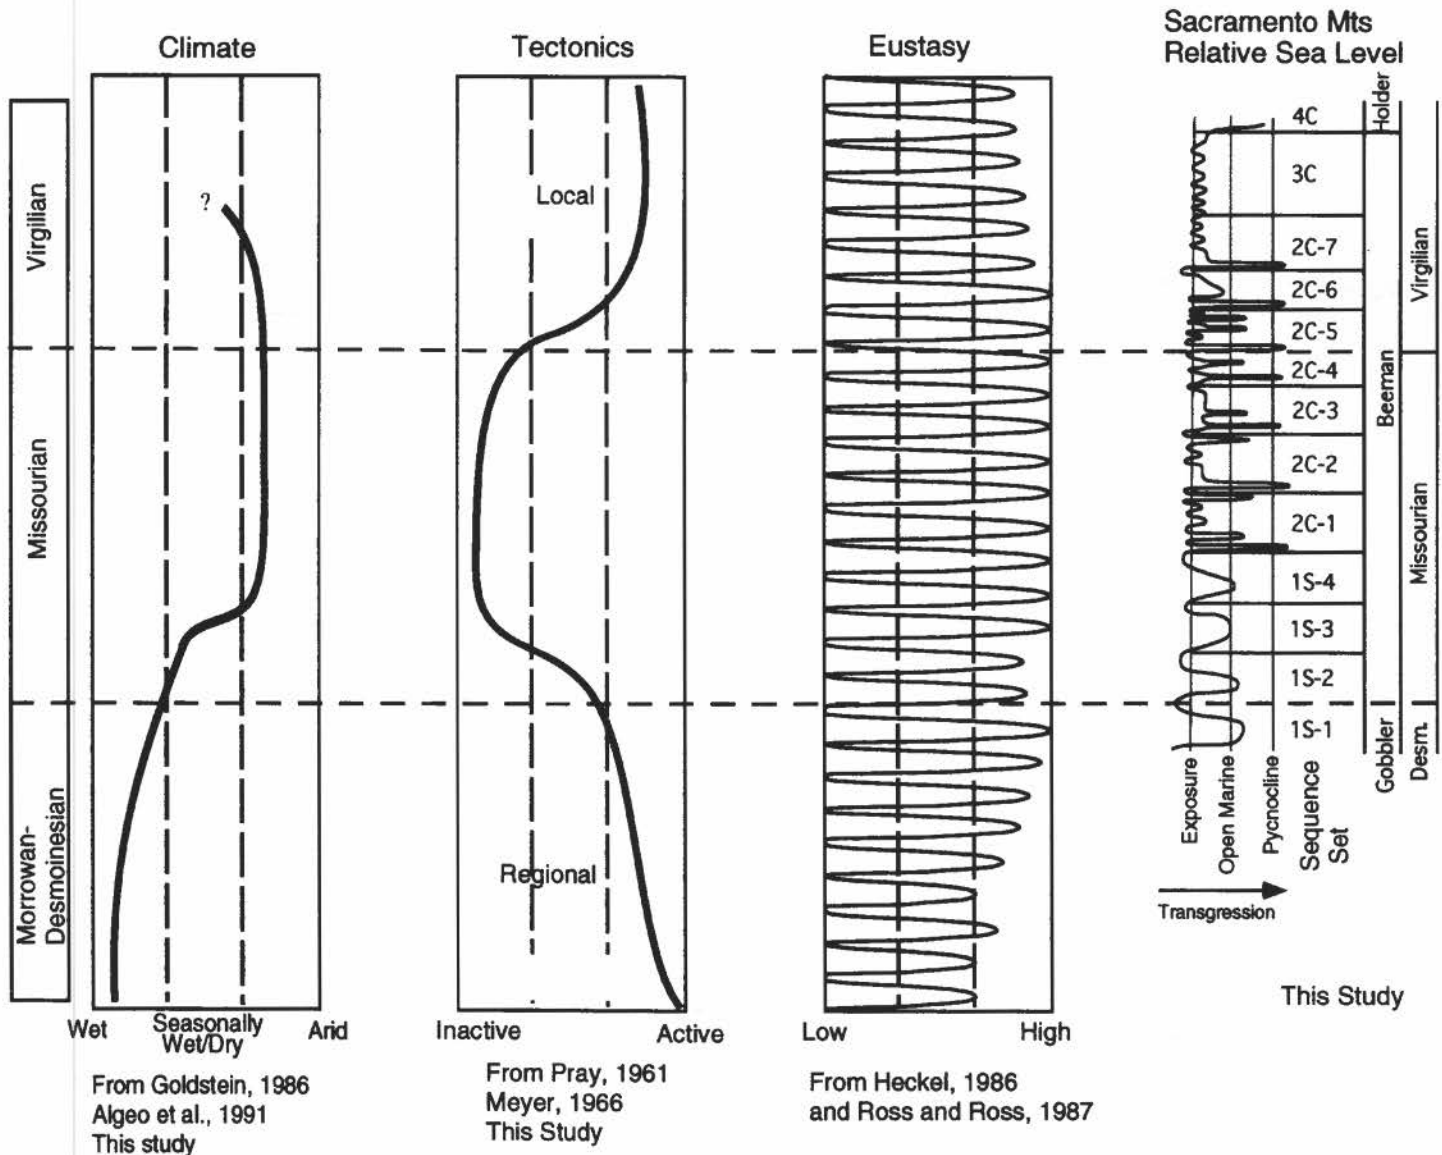 Climate
Tectonics
Eustasy
Sacramento Mts
Relative Sea Level
Virgilian
Missourian
Morrowan-
Desmoinesian
?
Wet
Seasonally
Wet/Dry
Arid
From Goldstein, 1986
Algeo et al., 1991
This study
Local
Regional
Inactive
Active
From Pray, 1961
Meyer, 1966
This Study
Low
High
From Heckel, 1986
and Ross and Ross, 1987
4C
3C
2C-7
2C-6
2C-5
2C-4
2C-3
2C-2
2C-1
1S-4
1S-3
1S-2
1S-1
Holder
Beeman
Gobbler
Virgilian
Missourian
Desm.
Exposure
Open Marine
Pycnocline
Sequence
Set
Transgression
This Study